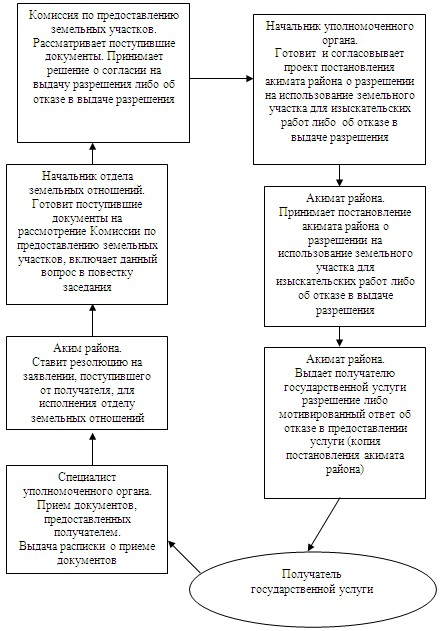 Комиссия по предоставлению
земельных участков.
Рассматривает поступившие
документы. Принимает
решение о согласии на
выдачу разрешения либо об
отказе в выдаче разрешения
Начальник уполномоченного
органа.
Готовит и согласовывает
проект постановления
акимата района о разрешении
на использование земельного
участка для изыскательских
работ либо об отказе в
выдаче разрешения
Начальник отдела
земельных отношений.
Готовит поступившие
документы на
рассмотрение Комиссии по
предоставлению земельных
участков, включает данный
вопрос в повестку
заседания
Акимат района.
Принимает постановление
акимата района о
разрешении на
использование земельного
участка для
изыскательских работ либо
об отказе в выдаче
разрешения
Аким района.
Ставит резолюцию на
заявлении, поступившего
от получателя, для
исполнения отделу
земельных отношений
Акимат района.
Выдает получателю
государственной услуги
разрешение либо
мотивированный ответ об
отказе в предоставлении
услуги (копия
постановления акимата
района)
Специалист
уполномоченного органа.
Прием документов,
предоставленных
получателем.
Выдача расписки о приеме
документов
Получатель
государственной услуги